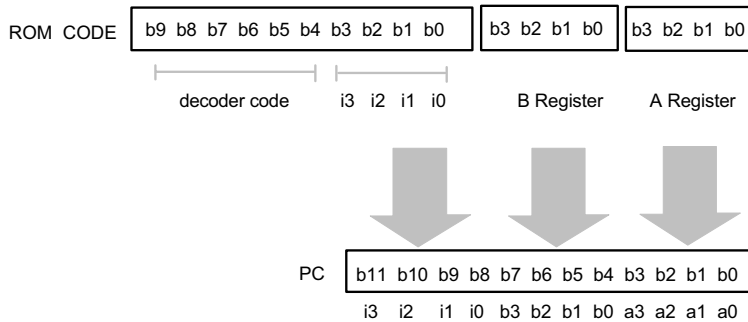 ROM CODE b9 b8 b7 b6 b5 b4 b3 b2 b1 b0 b3 b2 b1 b0 b3 b2 b1 b0
decoder code i3 i2 i1 i0 B Register A Register
PC b11 b10 b9 b8 b7 b6 b5 b4 b3 b2 b1 b0
i3 i2 i1 i0 b3 b2 b1 b0 a3 a2 a1 a0